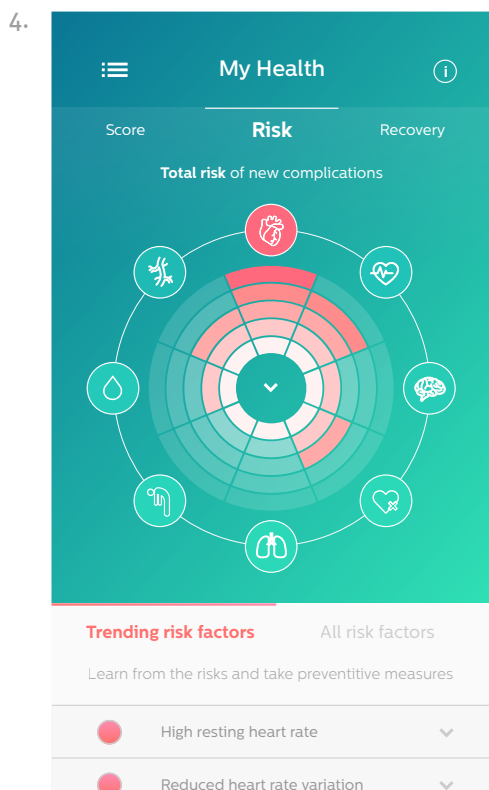 4.
My Health
i
Score Risk Recovery
Total risk of new complications
Trending risk factors All risk factors
Learn from the risks and take preventitive measures
High resting heart rate
Reduced heart rate variation